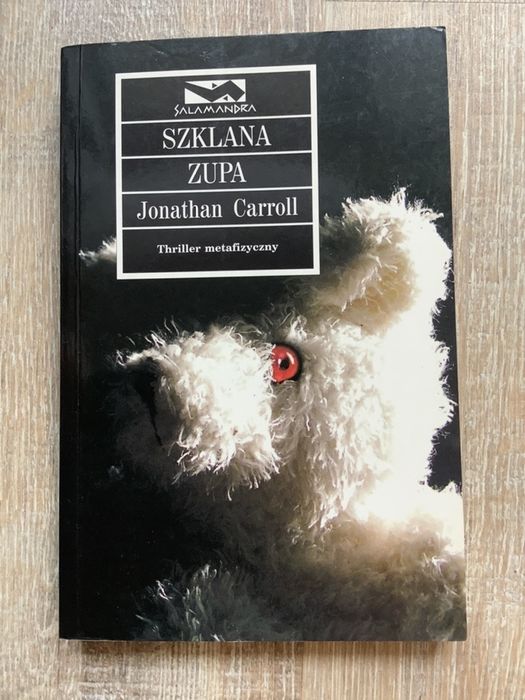 SALAMANDRA
SZKLANA
ZUPA
Jonathan Carroll
Thriller metafizyczny